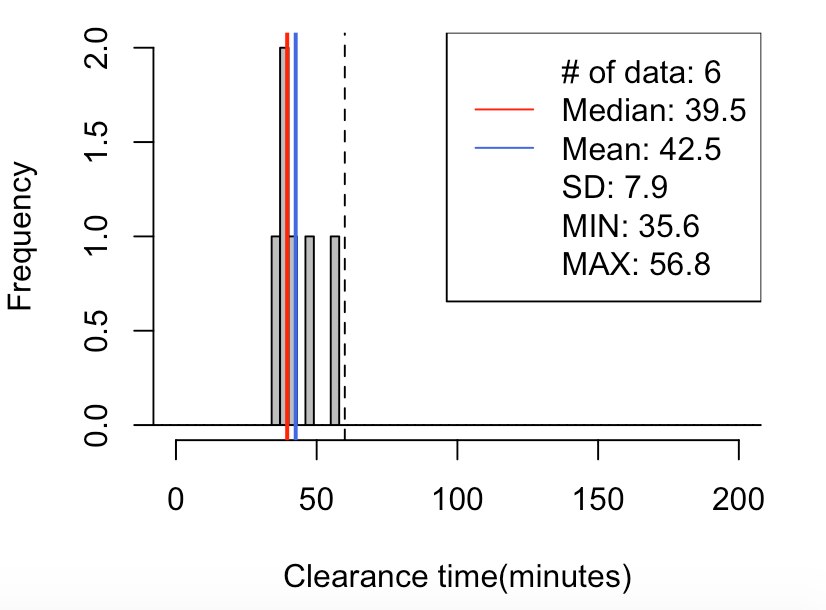 2.0
1.5
1.0
0.5
0.0
Frequency
# of data: 6
Median: 39.5
Mean: 42.5
SD: 7.9
MIN: 35.6
MAX: 56.8
0 50 100 150 200
Clearance time(minutes)